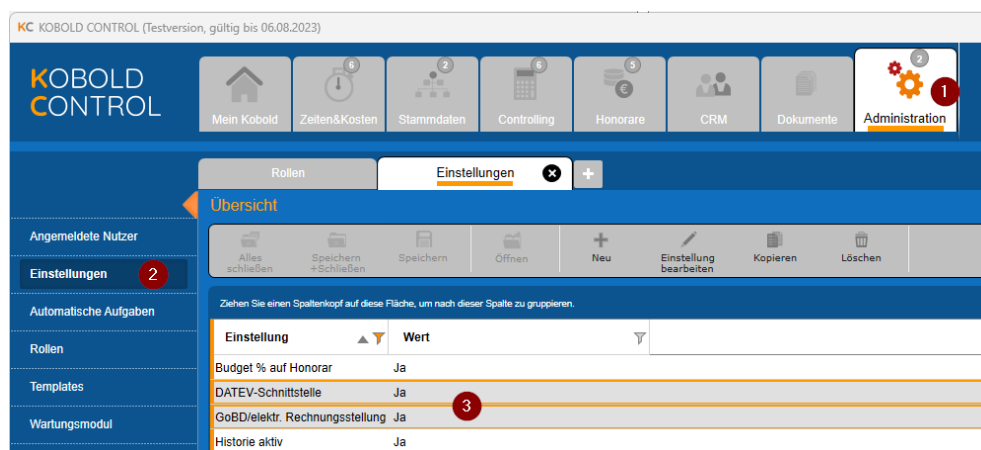 KC KOBOLD CONTROL (Testversion, gültig bis 06.08.2023)
KOBOLD
CONTROL
6 2 6 5 2
1
Mein Kobold Zeiten&Kosten Stammdaten Controlling Honorare CRM Dokumente Administration
Rollen Einstellungen
Übersicht
Angemeldete Nutzer
Einstellungen 2
Automatische Aufgaben
Rollen
Templates
Wartungsmodul
Alles schließen
Speichern +Schließen
Speichern
Öffnen
Neu
Einstellung bearbeiten
Kopieren
Löschen
Ziehen Sie einen Spaltenkopf auf diese Fläche, um nach dieser Spalte zu gruppieren.
Einstellung Wert
Budget % auf Honorar Ja
DATEV-Schnittstelle Ja
3
GoBD/elektr. Rechnungsstellung Ja
Historie aktiv Ja